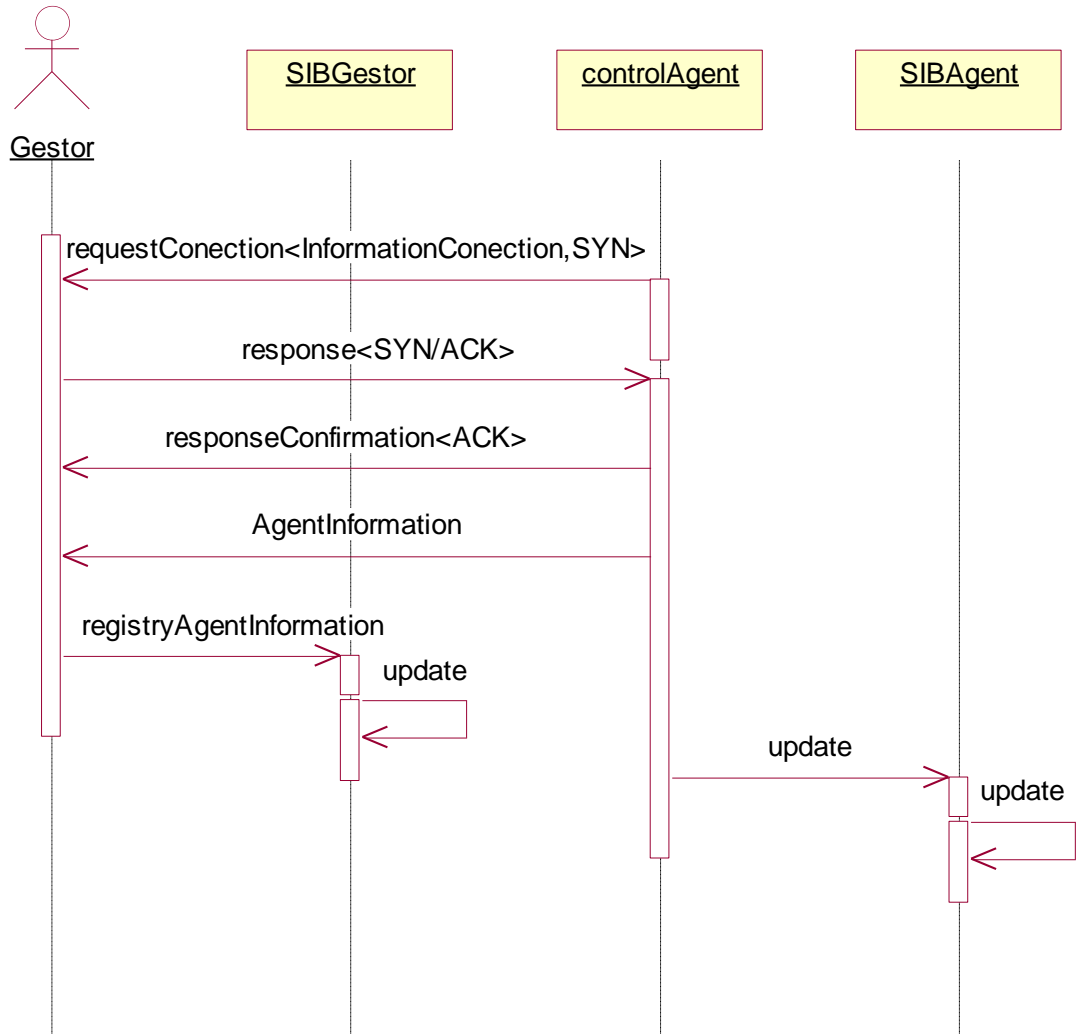 SIBGestor
controlAgent
SIBAgent
Gestor
requestConection<InformationConection,SYN>
response<SYN/ACK>
responseConfirmation<ACK>
AgentInformation
registryAgentInformation
update
update
update